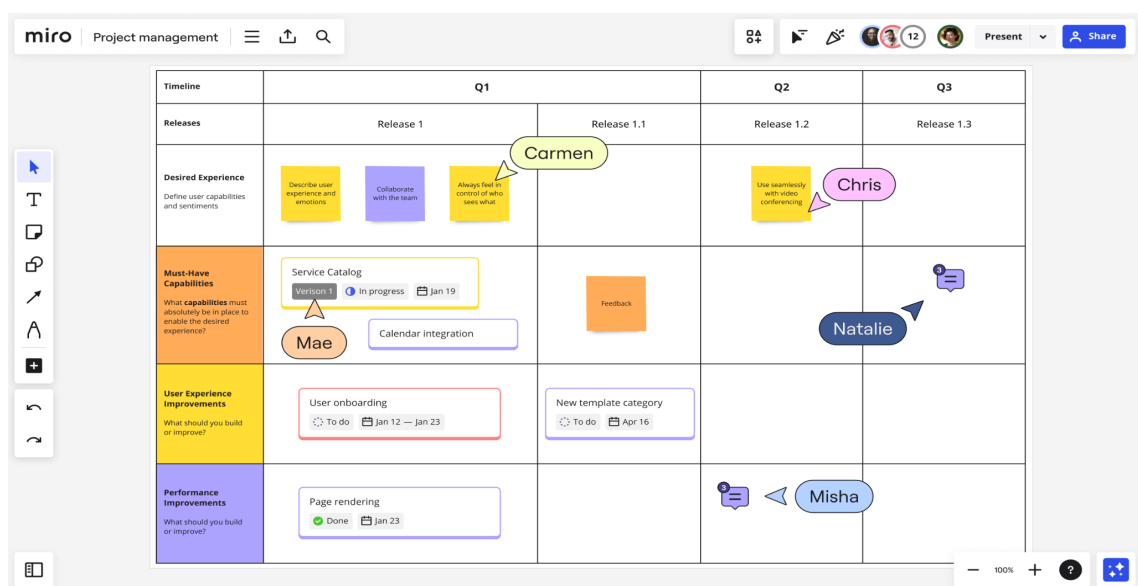 miro
Project management
12
Present
Share
Timeline
Q1
Q2
Q3
Releases
Release 1
Release 1.1
Release 1.2
Release 1.3
Carmen
Desired Experience
Define user capabilities
and sentiments
Describe user
experience and
emotions
Collaborate
with the team
Always feel in
control of who
sees what
Use seamlessly
with video
conferencing
Chris
Must-Have
Capabilities
What capabilities must
absolutely be in place to
enable the desired
experience?
Service Catalog
Verison 1
In progress
Jan 19
Mae
Calendar integration
Feedback
3
Natalie
User Experience
Improvements
What should you build
or improve?
User onboarding
To do
Jan 12 — Jan 23
New template category
To do
Apr 16
Performance
Improvements
What should you build
or improve?
Page rendering
Done
Jan 23
3
Misha
100%
?